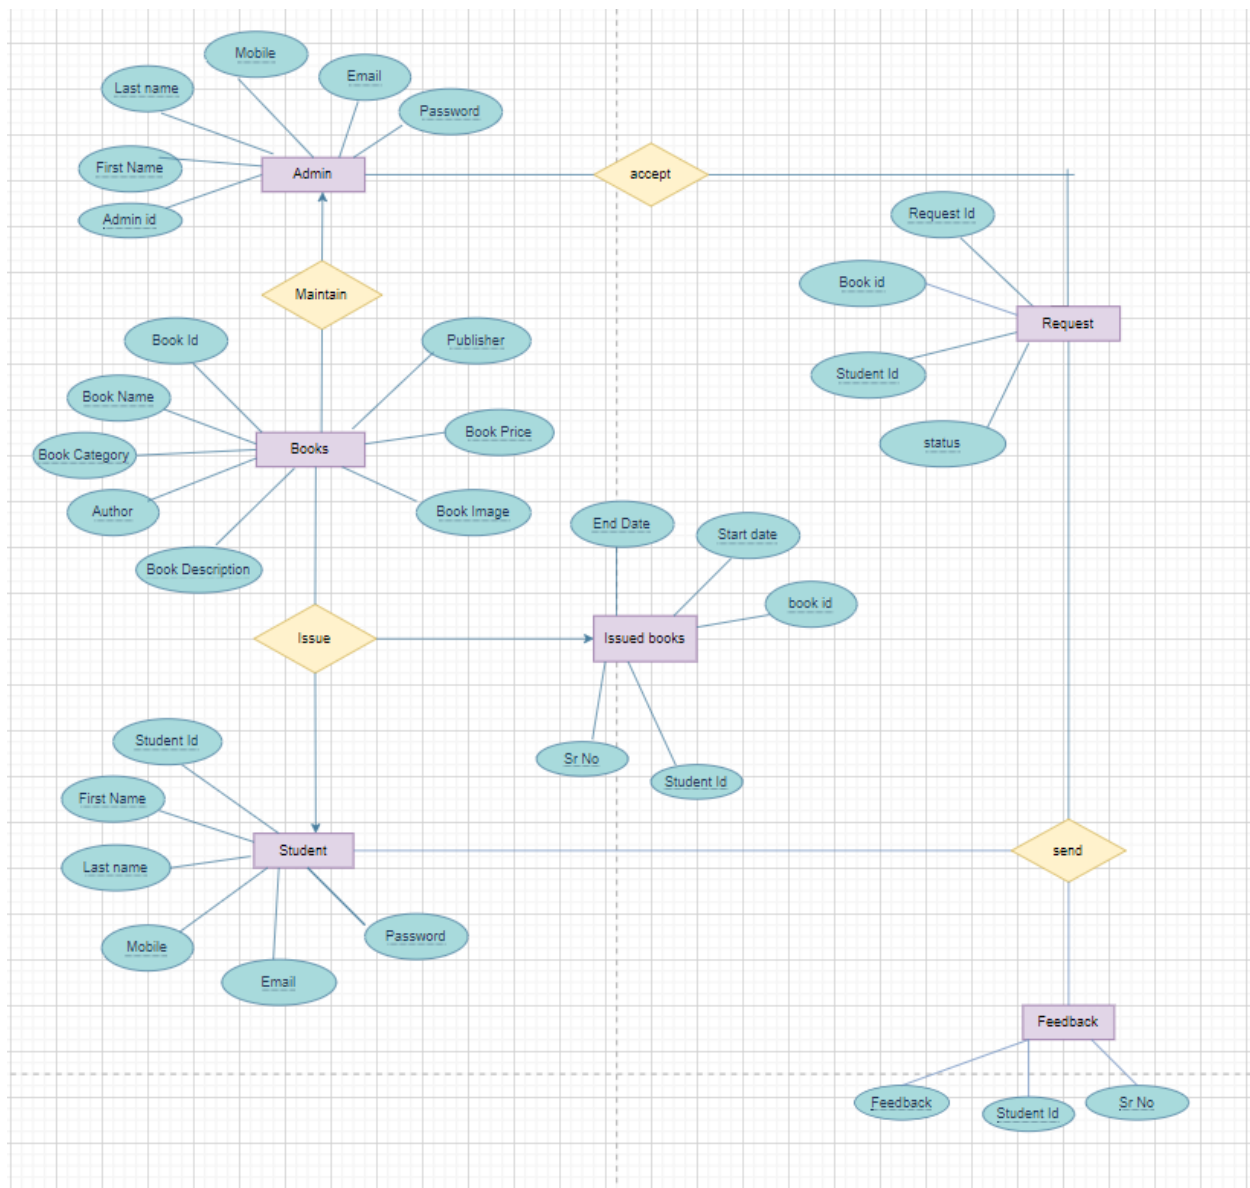 Mobile
Email
Last name
Password
First Name
Admin
accept
Admin id
Request Id
Book id
Maintain
Request
Book Id
Publisher
Student Id
Book Name
Book Price
status
Books
Book Category
Author
Book Image
End Date
Start date
Book Description
book id
Issue
Issued books
Student Id
Sr No
Student Id
First Name
Student
send
Last name
Password
Mobile
Email
Feedback
Feedback
Student Id
Sr No